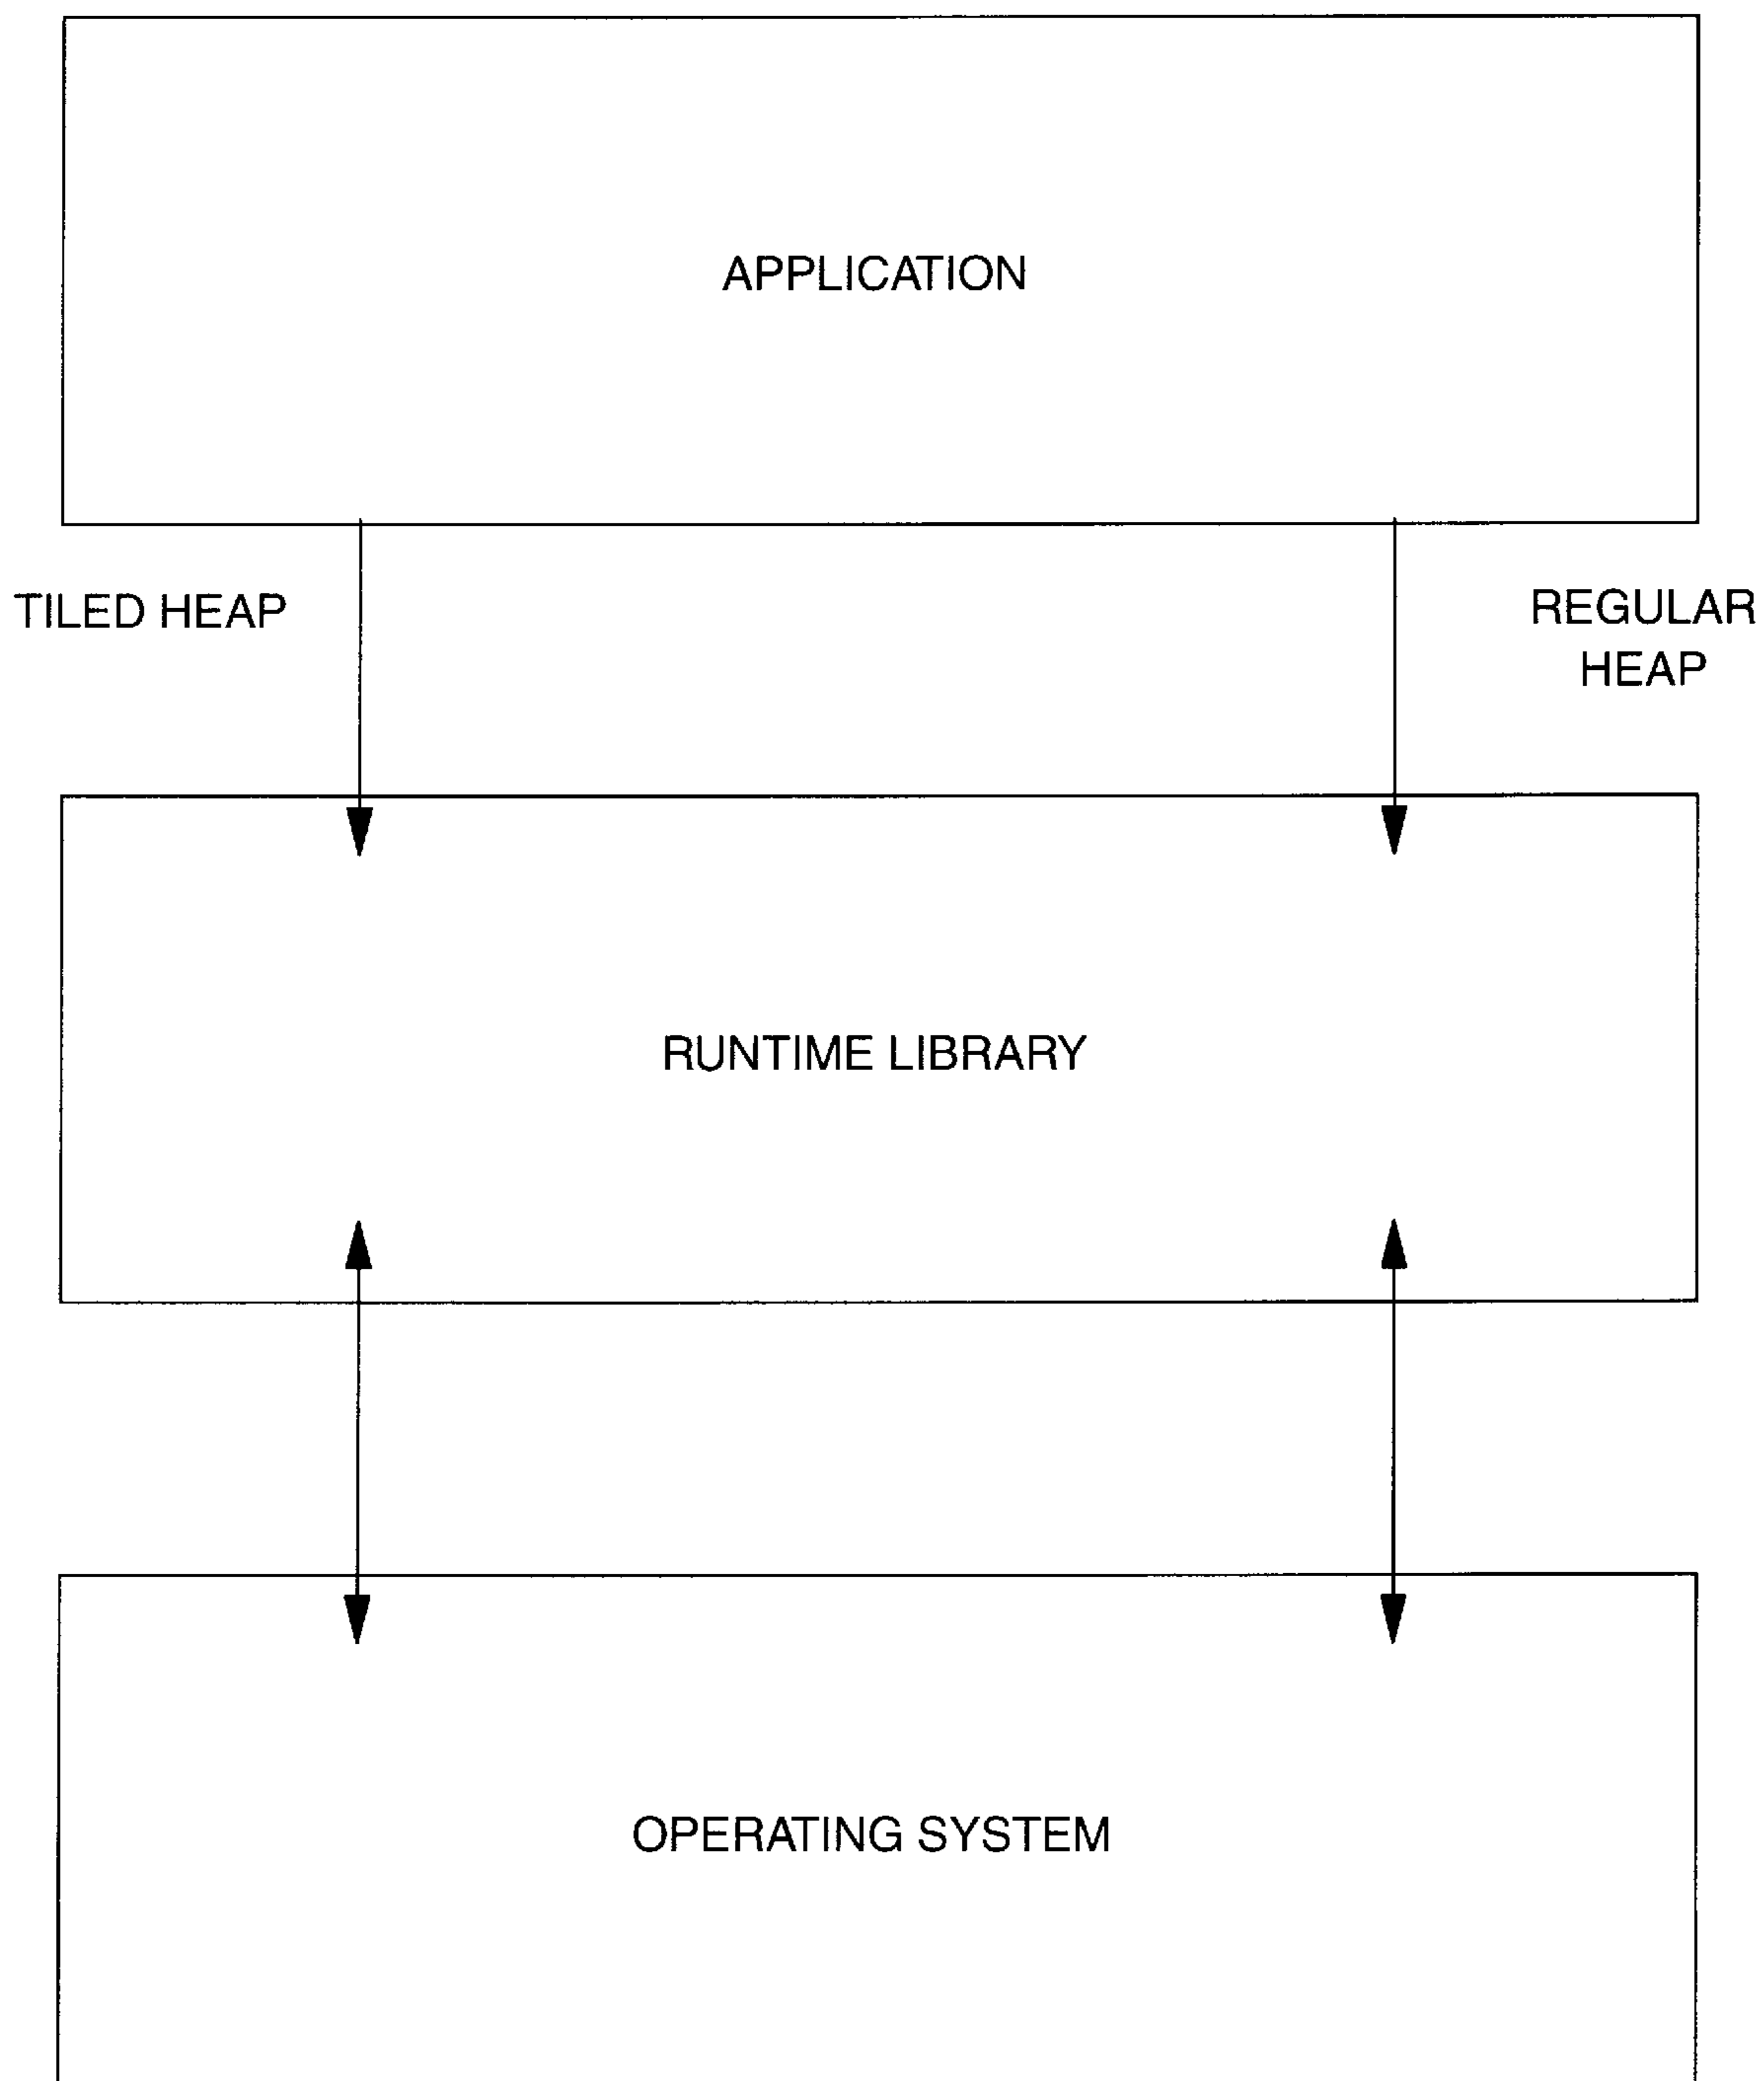 APPLICATION
TILED HEAP
REGULAR
HEAP
RUNTIME LIBRARY
OPERATING SYSTEM